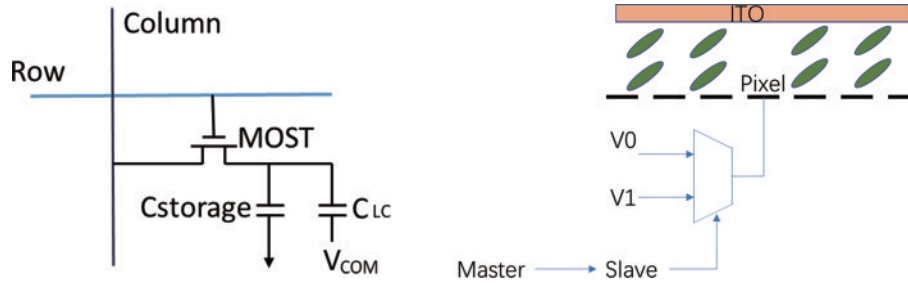 Column
Row
MOST
Cstorage
CLC
VCOM
ITO
Pixel
V0
V1
Master
Slave